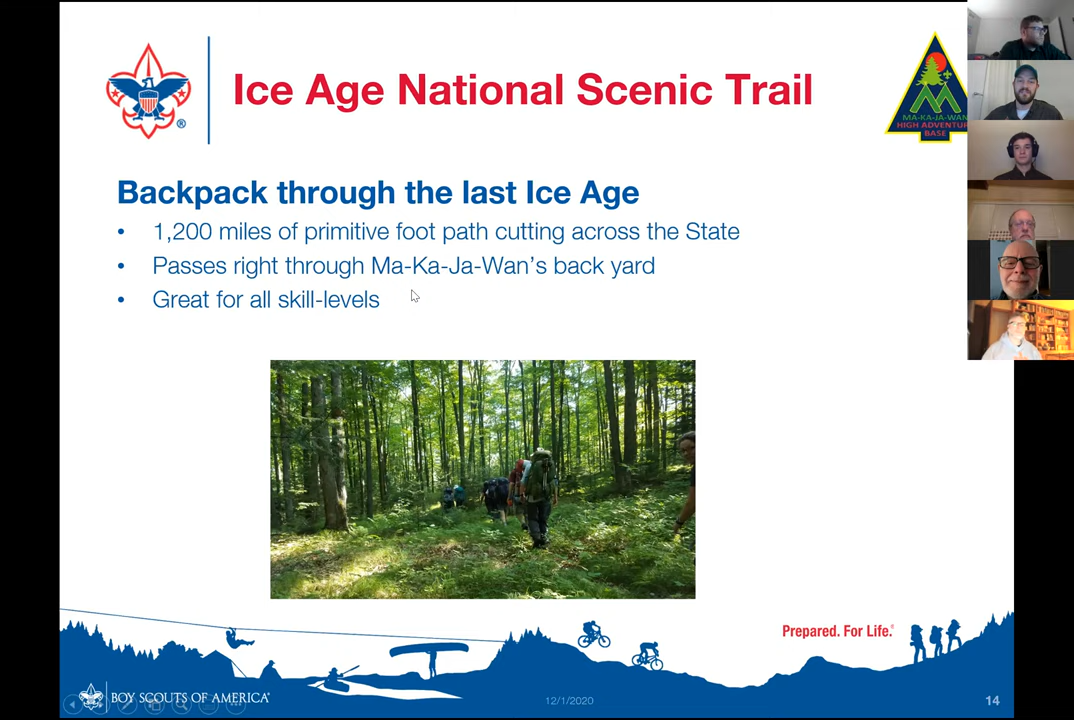 Ice Age National Scenic Trail
MA-KA-JA-WAN
HIGH ADVENTURE
BASE
Backpack through the last Ice Age
• 1,200 miles of primitive foot path cutting across the State
• Passes right through Ma-Ka-Ja-Wan's back yard
• Great for all skill-levels
Prepared. For Life.®
BOY SCOUTS OF AMERICA®
12/1/2020
14